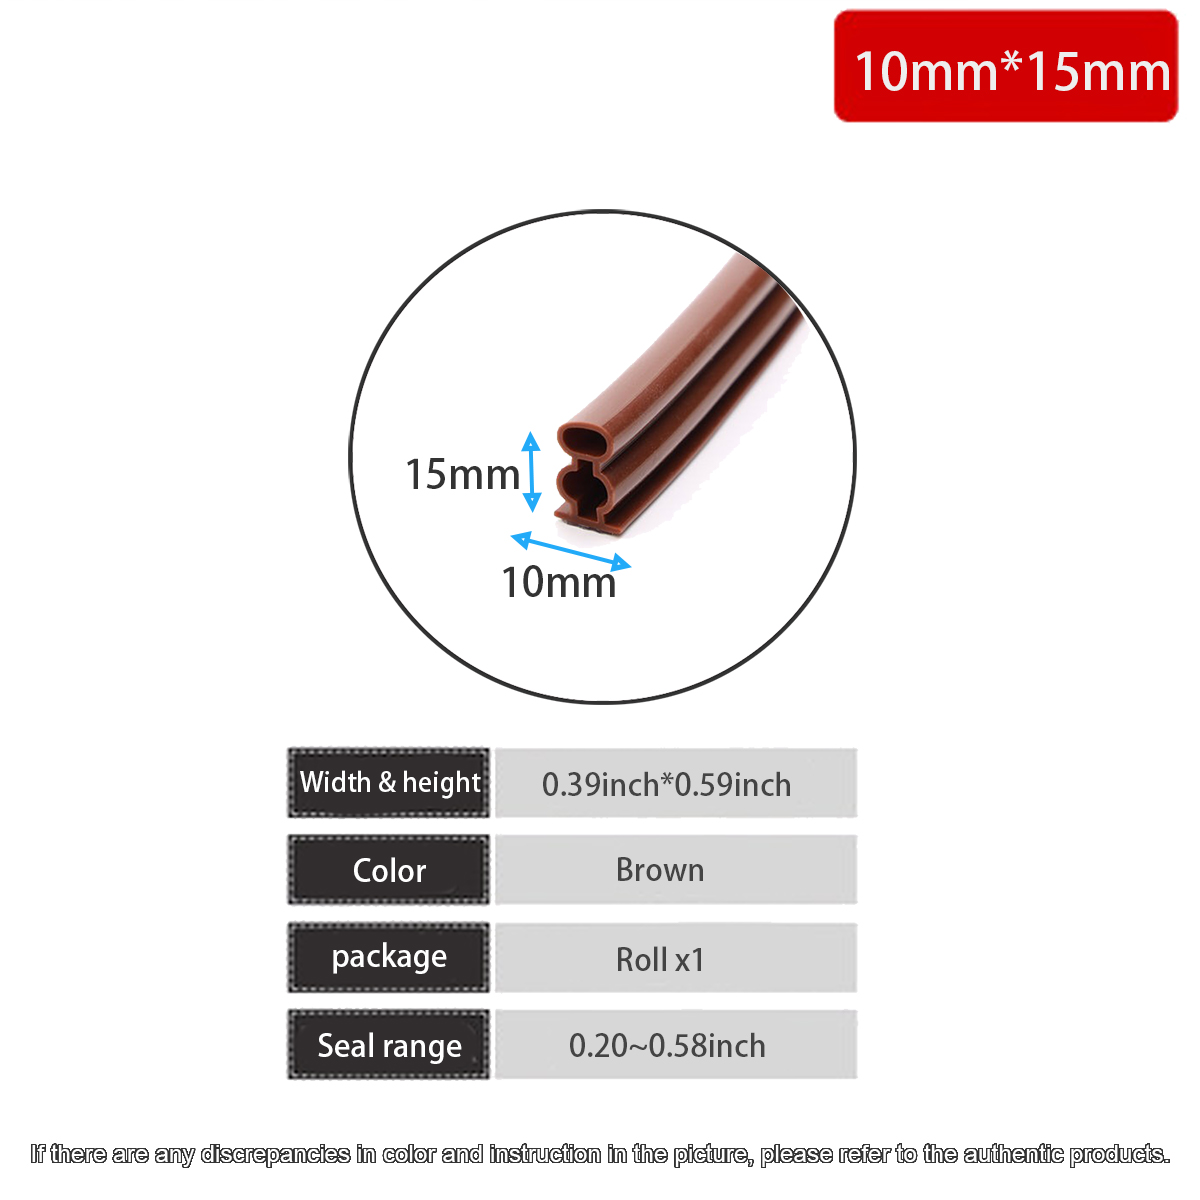 10mm*15mm
15mm
10mm
Width & height 0.39inch*0.59inch
Color Brown
package Roll x1
Seal range 0.20~0.58inch
If there are any discrepancies in color and instruction in the picture, please refer to the authentic products.